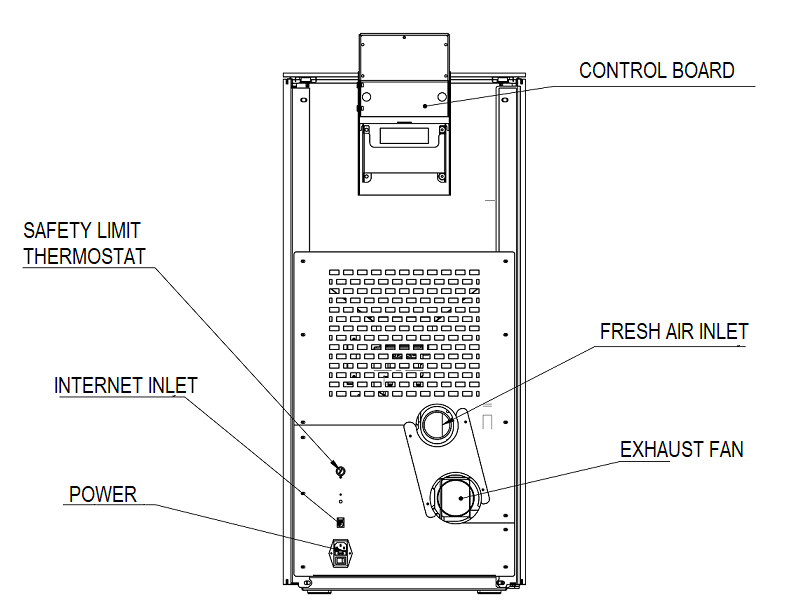 CONTROL BOARD
SAFETY LIMIT
THERMOSTAT
FRESH AIR INLET
INTERNET INLET
EXHAUST FAN
POWER